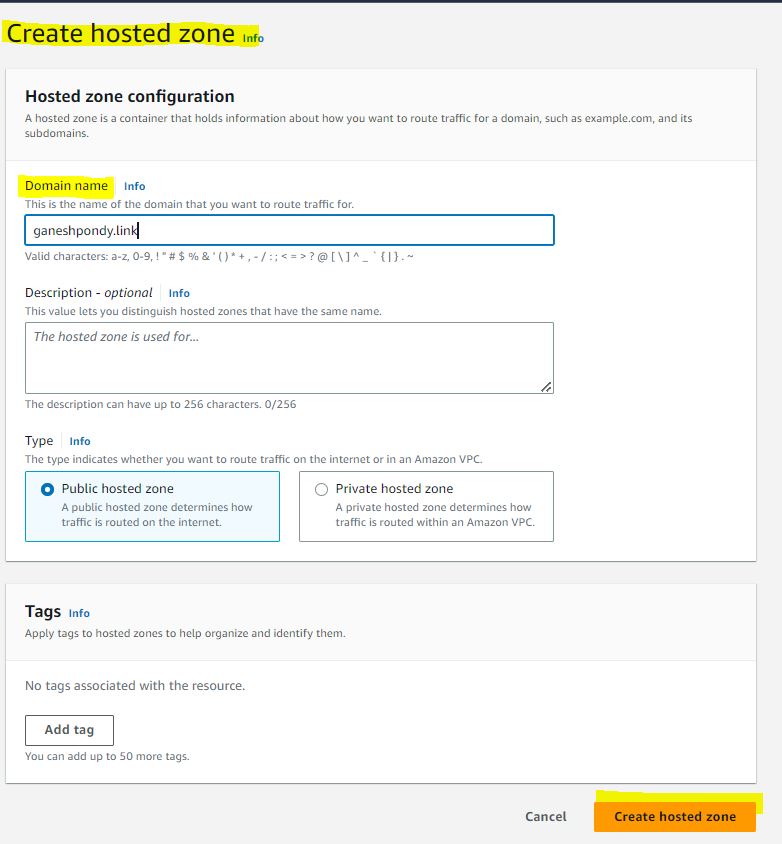 Create hosted zone Info
Hosted zone configuration
A hosted zone is a container that holds information about how you want to route traffic for a domain, such as example.com, and its
subdomains.
Domain name Info
This is the name of the domain that you want to route traffic for.
ganeshpondy.link
Valid characters: a-z, 0-9, ! " # $ % & ' ( ) * + , - / : ; < = > ? @ [ \ ] ^ _ ` { | } . ~
Description - optional Info
This value lets you distinguish hosted zones that have the same name.
The hosted zone is used for...
The description can have up to 256 characters. 0/256
Type Info
The type indicates whether you want to route traffic on the internet or in an Amazon VPC.
Public hosted zone
A public hosted zone determines how
traffic is routed on the internet.
Private hosted zone
A private hosted zone determines how
traffic is routed within an Amazon VPC.
Tags Info
Apply tags to hosted zones to help organize and identify them.
No tags associated with the resource.
Add tag
You can add up to 50 more tags.
Cancel Create hosted zone